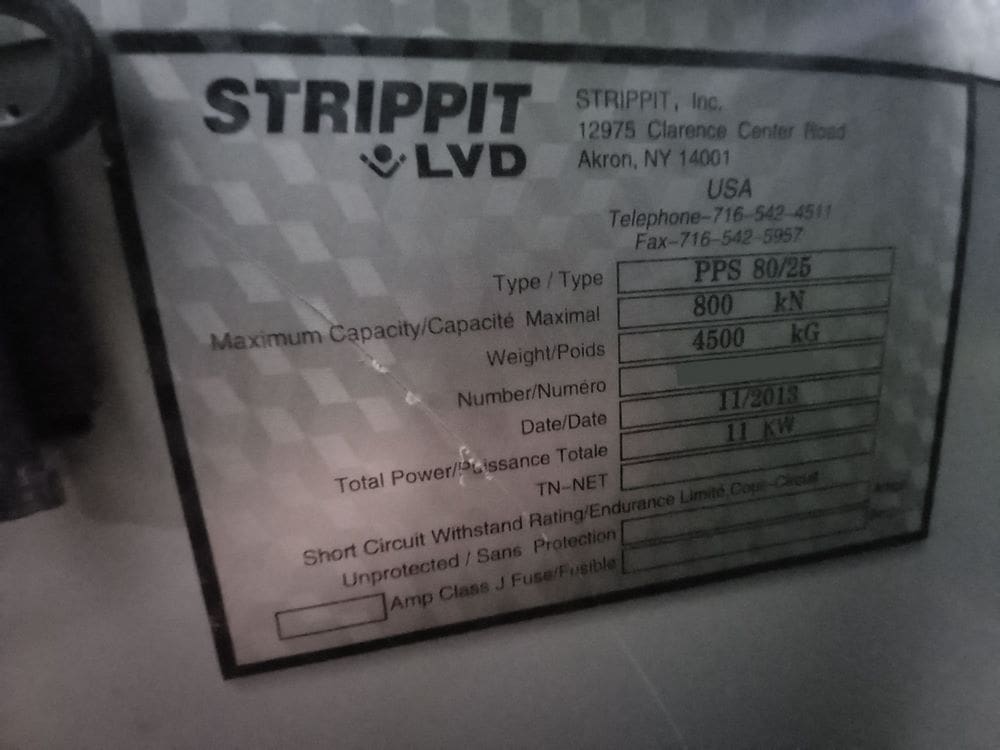 STRIPPIT
LVD
STRIPPIT, Inc.
12975 Clarence Center Road
Akron, NY 14001
USA
Telephone-716-542-4511
Fax-716-542-5957
Type / Type PPS 80/25
Maximum Capacity/Capacité Maximal 800 kN
Weight/Poids 4500 kG
Number/Numéro
Date/Date 11/2013
Total Power/Puissance Totale 11 KW
TN-NET
Short Circuit Withstand Rating/Endurance Limité,Cour-Circuit
Unprotected / Sans Protection
Amp Class J Fuse/Fusible